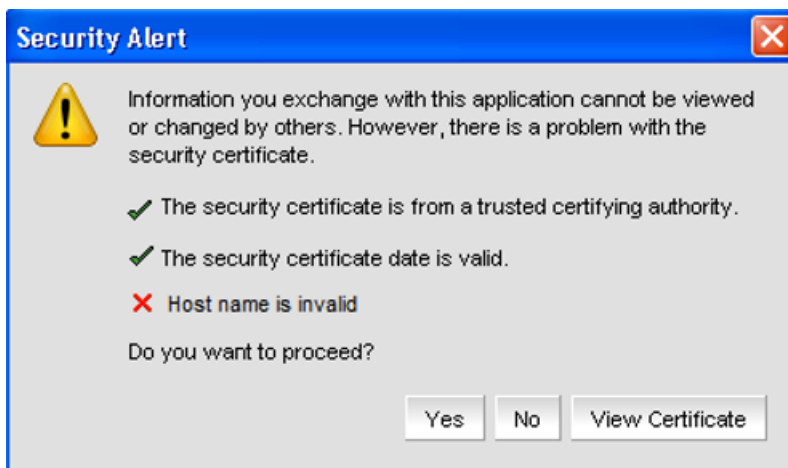 Security Alert
Information you exchange with this application cannot be viewed
or changed by others. However, there is a problem with the
security certificate.
The security certificate is from a trusted certifying authority.
The security certificate date is valid.
Host name is invalid
Do you want to proceed?
Yes No View Certificate